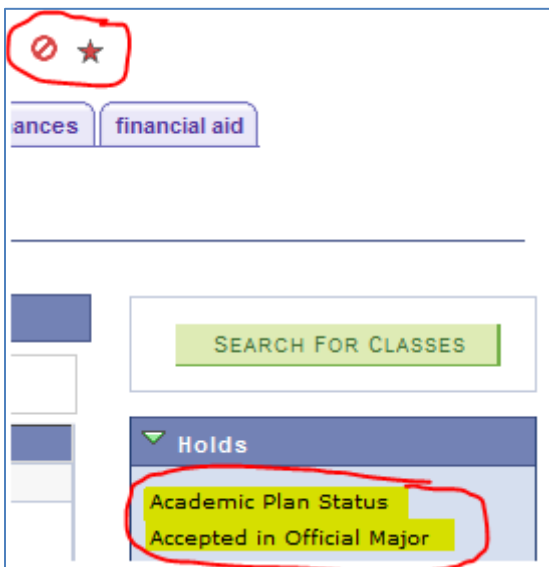 ances financial aid
SEARCH FOR CLASSES
Holds
Academic Plan Status
Accepted in Official Major